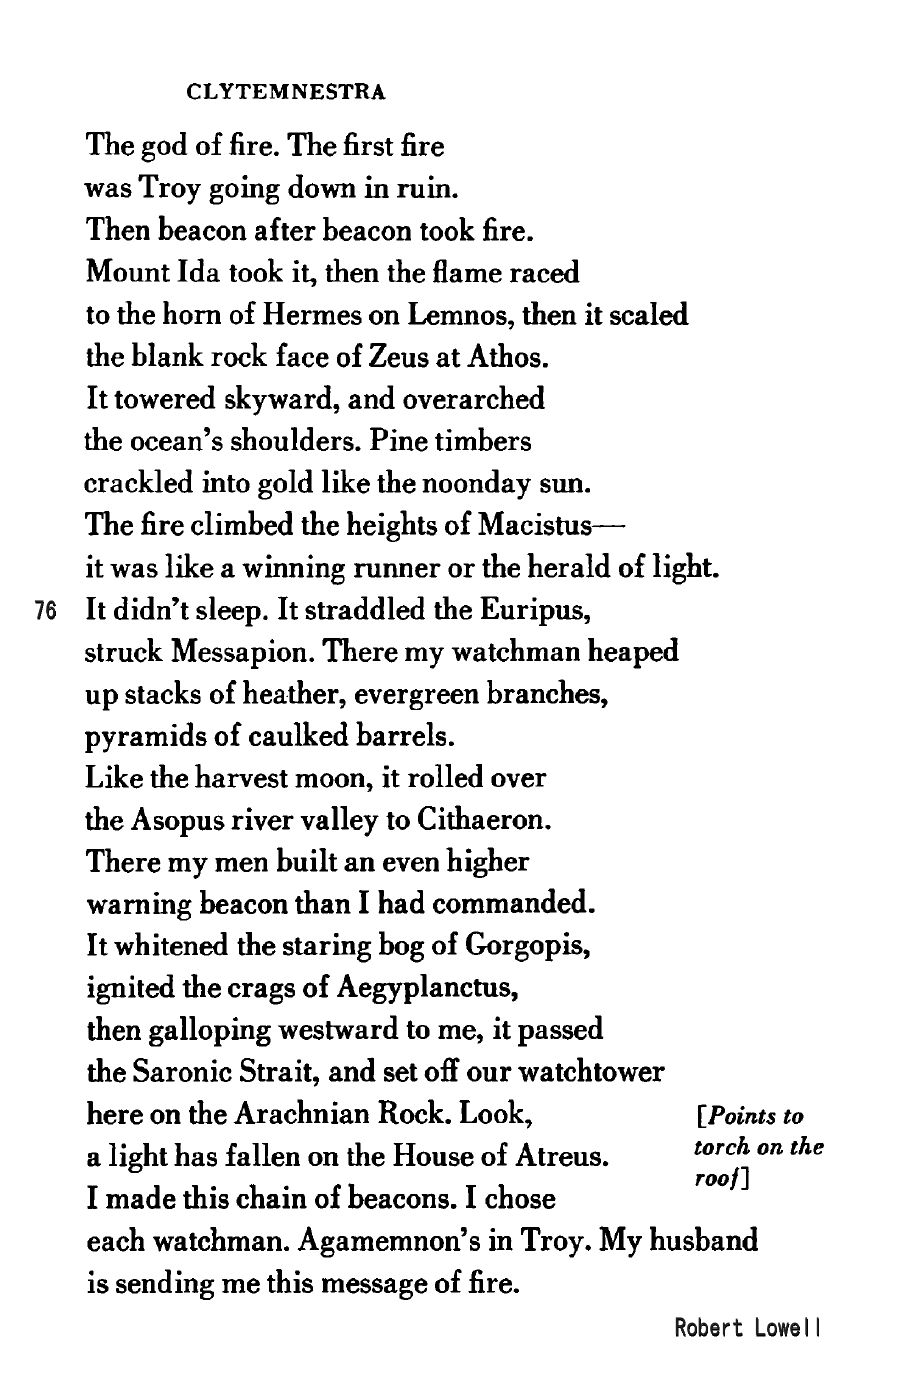 CLYTEMNESTRA
The god of fire. The first fire
was Troy going down in ruin.
Then beacon after beacon took fire.
Mount Ida took it, then the flame raced
to the horn of Hermes on Lemnos, then it scaled
the blank rock face of Zeus at Athos.
It towered skyward, and overarched
the ocean's shoulders. Pine timbers
crackled into gold like the noonday sun.
The fire climbed the heights of Macistus—
it was like a winning runner or the herald of light.
76 It didn't sleep. It straddled the Euripus,
struck Messapion. There my watchman heaped
up stacks of heather, evergreen branches,
pyramids of caulked barrels.
Like the harvest moon, it rolled over
the Asopus river valley to Cithaeron.
There my men built an even higher
warning beacon than I had commanded.
It whitened the staring bog of Gorgopis,
ignited the crags of Aegyplanctus,
then galloping westward to me, it passed
the Saronic Strait, and set off our watchtower
here on the Arachnian Rock. Look,
a light has fallen on the House of Atreus.
[Points to
torch on the
roof]
I made this chain of beacons. I chose
each watchman. Agamemnon's in Troy. My husband
is sending me this message of fire.
Robert Lowell